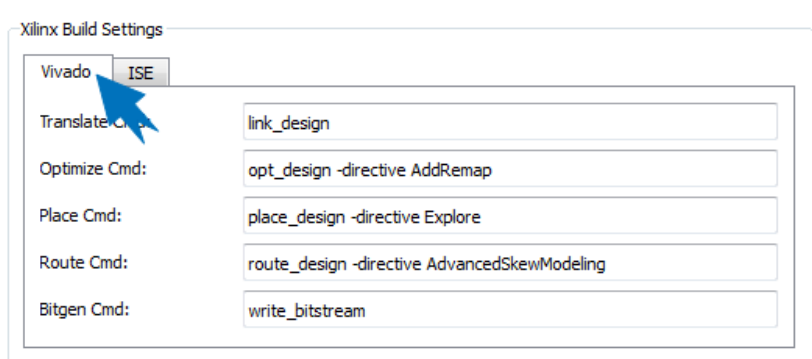 Xilinx Build Settings
Vivado ISE
Translate Cmd: link_design
Optimize Cmd: opt_design -directive AddRemap
Place Cmd: place_design -directive Explore
Route Cmd: route_design -directive AdvancedSkewModeling
Bitgen Cmd: write_bitstream